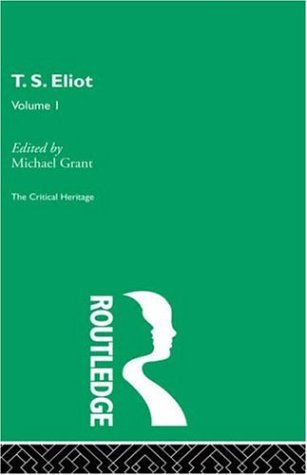 T. S. Eliot
Volume I
Edited by
Michael Grant
The Critical Heritage
ROUTLEDGE